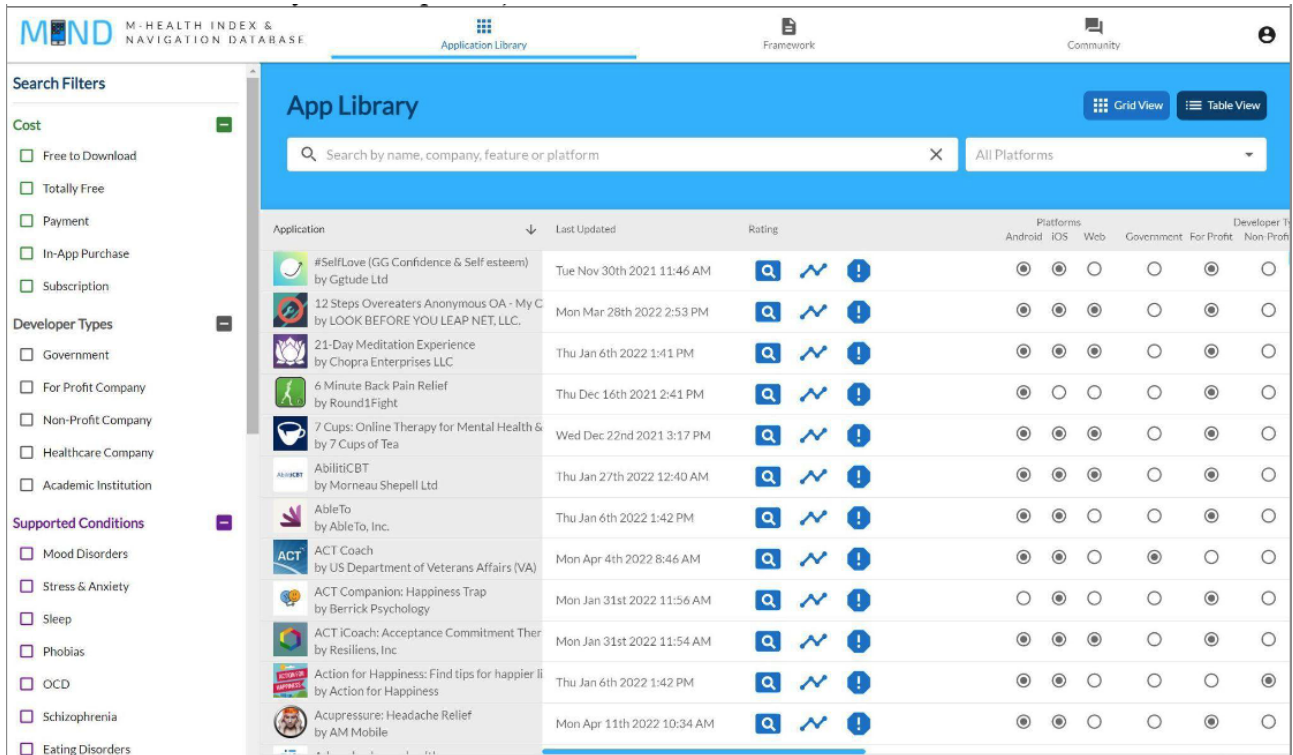 MIND M-HEALTH INDEX &
NAVIGATION DATABASE
Application Library
Framework
Community
Search Filters
Cost
Free to Download
Totally Free
Payment
In-App Purchase
Subscription
Developer Types
Government
For Profit Company
Non-Profit Company
Healthcare Company
Academic Institution
Supported Conditions
Mood Disorders
Stress & Anxiety
Sleep
Phobias
OCD
Schizophrenia
Eating Disorders
App Library
Grid View
Table View
Search by name, company, feature or platform
All Platforms
Application Last Updated Rating
Platforms
Android iOS Web
Developer T
Government For Profit Non-Profi
#SelfLove (GG Confidence & Self esteem)
by Ggtude Ltd
Tue Nov 30th 2021 11:46 AM
12 Steps Overeaters Anonymous OA - My C
by LOOK BEFORE YOU LEAP NET, LLC.
Mon Mar 28th 2022 2:53 PM
21-Day Meditation Experience
by Chopra Enterprises LLC
Thu Jan 6th 2022 1:41 PM
6 Minute Back Pain Relief
by Round1Fight
Thu Dec 16th 2021 2:41 PM
7 Cups: Online Therapy for Mental Health &
by 7 Cups of Tea
Wed Dec 22nd 2021 3:17 PM
AbilitiCBT
AbilitiCBT
by Morneau Shepell Ltd
Thu Jan 27th 2022 12:40 AM
AbleTo
by AbleTo, Inc.
Thu Jan 6th 2022 1:42 PM
ACT
ACT Coach
by US Department of Veterans Affairs (VA)
Mon Apr 4th 2022 8:46 AM
ACT Companion: Happiness Trap
by Berrick Psychology
Mon Jan 31st 2022 11:56 AM
ACT iCoach: Acceptance Commitment Ther
by Resiliens, Inc
Mon Jan 31st 2022 11:54 AM
ACTION FOR
HAPPINESS
Action for Happiness: Find tips for happier li
by Action for Happiness
Thu Jan 6th 2022 1:42 PM
Acupressure: Headache Relief
by AM Mobile
Mon Apr 11th 2022 10:34 AM